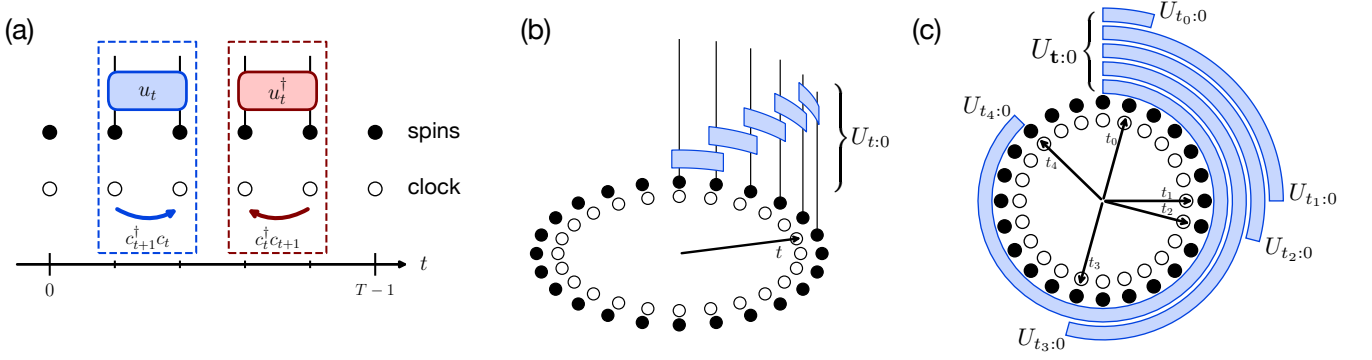 (a)
u_t
u_t^†
spins
clock
c_{t+1}^† c_t
c_t^† c_{t+1}
t
0
T − 1
(b)
U_{t:0}
t
(c)
U_{t_0:0}
U_{𝐭:0}
U_{t_4:0}
t_0
t_4
t_1
t_2
U_{t_1:0}
U_{t_2:0}
t_3
U_{t_3:0}